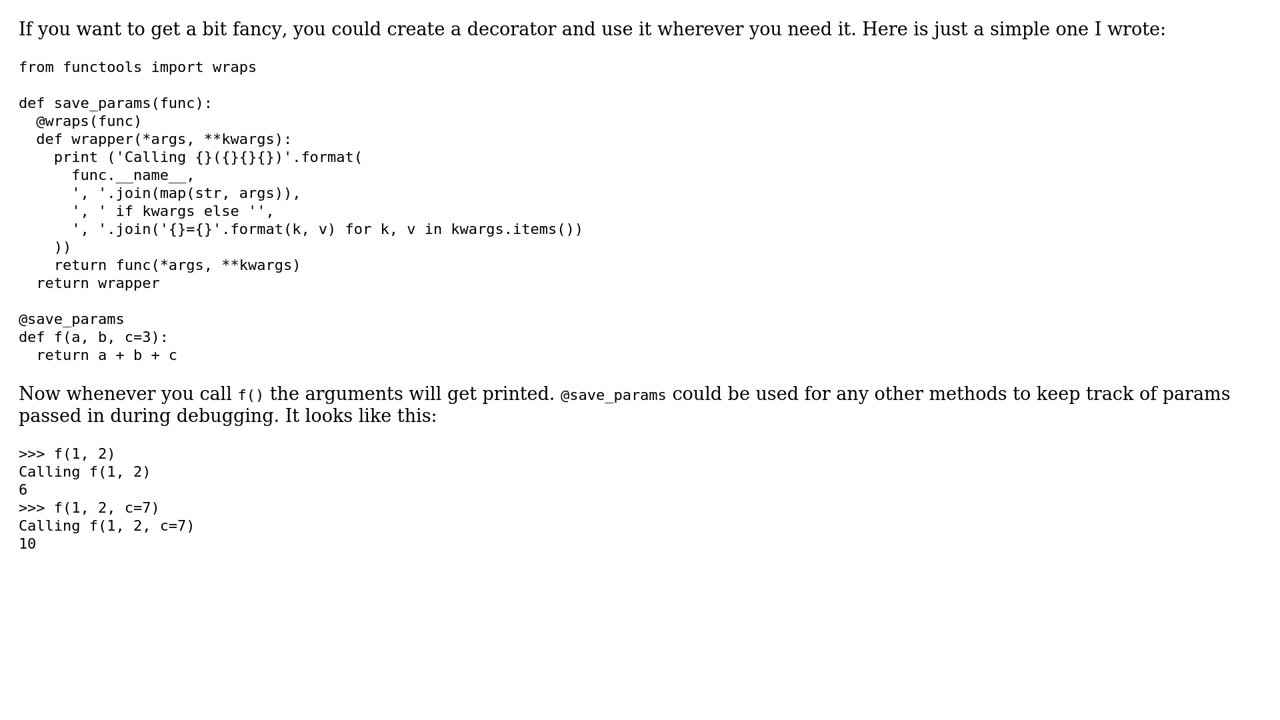 If you want to get a bit fancy, you could create a decorator and use it wherever you need it. Here is just a simple one I wrote:
from functools import wraps
def save_params(func):
  @wraps(func)
  def wrapper(*args, **kwargs):
    print ('Calling {}({}{}{})'.format(
      func.__name__,
      ', '.join(map(str, args)),
      ', ' if kwargs else '',
      ', '.join('{}={}'.format(k, v) for k, v in kwargs.items())
    ))
    return func(*args, **kwargs)
  return wrapper
@save_params
def f(a, b, c=3):
  return a + b + c
Now whenever you call f() the arguments will get printed. @save_params could be used for any other methods to keep track of params
passed in during debugging. It looks like this:
>>> f(1, 2)
Calling f(1, 2)
6
>>> f(1, 2, c=7)
Calling f(1, 2, c=7)
10